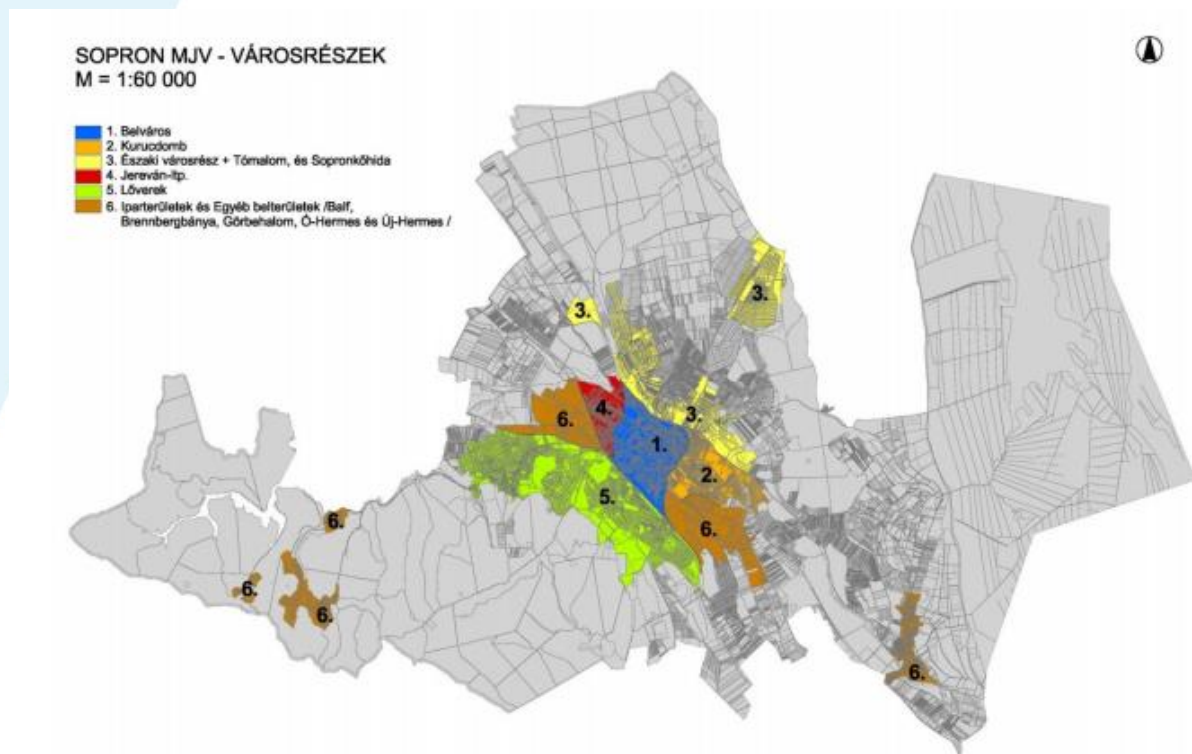 SOPRON MJV - VÁROSRÉSZEK
M = 1:60 000
1. Belváros
2. Kurucdomb
3. Északi városrész + Tómalom, és Sopronkőhida
4. Jereván-ltp.
5. Lőverek
6. Iparterületek és Egyéb belterületek /Balf,
Brennbergbánya, Görbehalom, Ó-Hermes és Új-Hermes /
3.
3.
4.
3.
6.
1.
2.
5.
6.
6.
6.
6.
6.